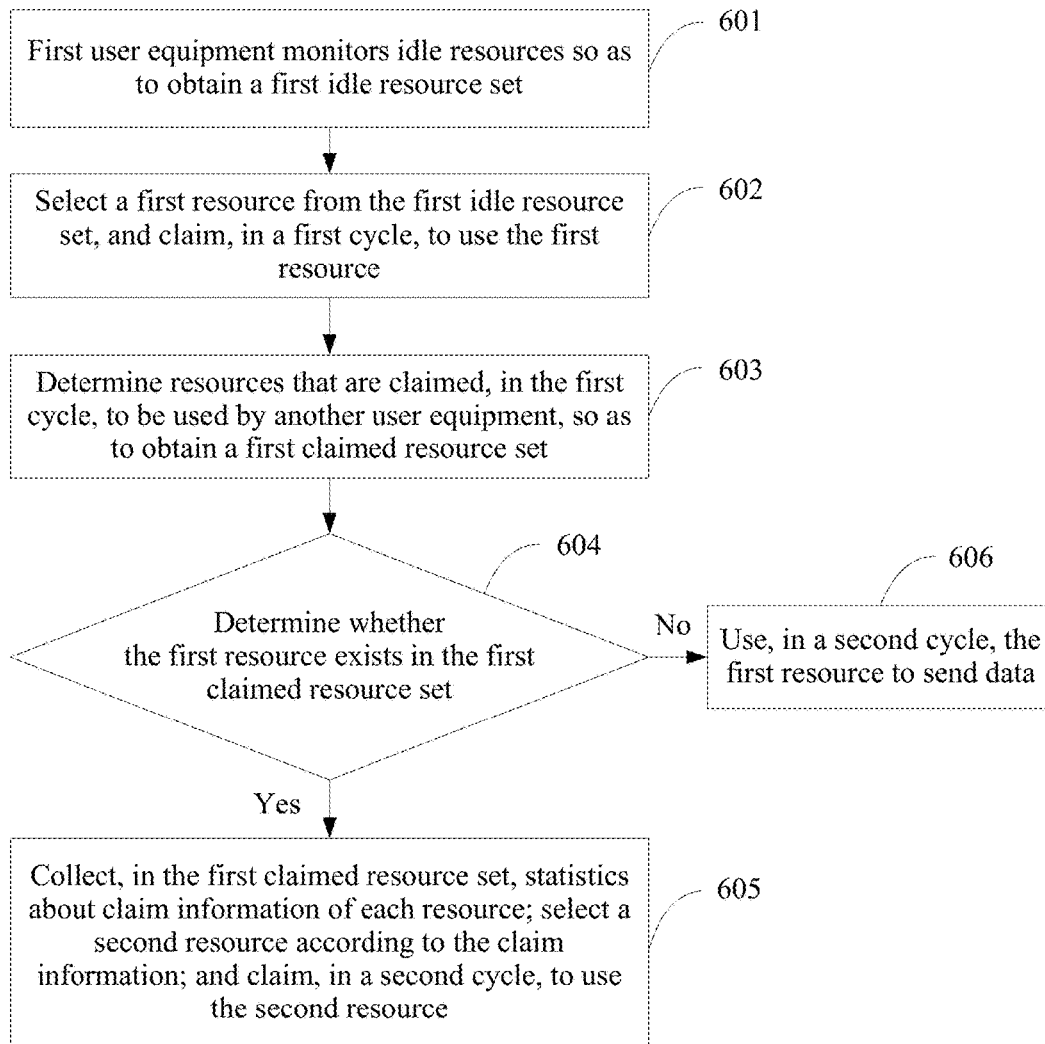 601
First user equipment monitors idle resources so as
to obtain a first idle resource set
602
Select a first resource from the first idle resource
set, and claim, in a first cycle, to use the first
resource
603
Determine resources that are claimed, in the first
cycle, to be used by another user equipment, so as
to obtain a first claimed resource set
604
Determine whether
the first resource exists in the first
claimed resource set
No
606
Use, in a second cycle, the
first resource to send data
Yes
605
Collect, in the first claimed resource set, statistics
about claim information of each resource; select a
second resource according to the claim
information; and claim, in a second cycle, to use
the second resource